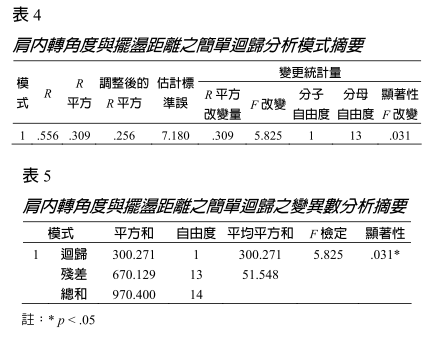 表 4
肩內轉角度與擺盪距離之簡單迴歸分析模式摘要
模式 R R 平方 調整後的 R 平方 估計標準誤 變更統計量
R 平方改變量 F 改變 分子自由度 分母自由度 顯著性 F 改變
1 .556 .309 .256 7.180 .309 5.825 1 13 .031
表 5
肩內轉角度與擺盪距離之簡單迴歸之變異數分析摘要
模式 平方和 自由度 平均平方和 F 檢定 顯著性
1 迴歸 300.271 1 300.271 5.825 .031*
殘差 670.129 13 51.548
總和 970.400 14
註：* p < .05